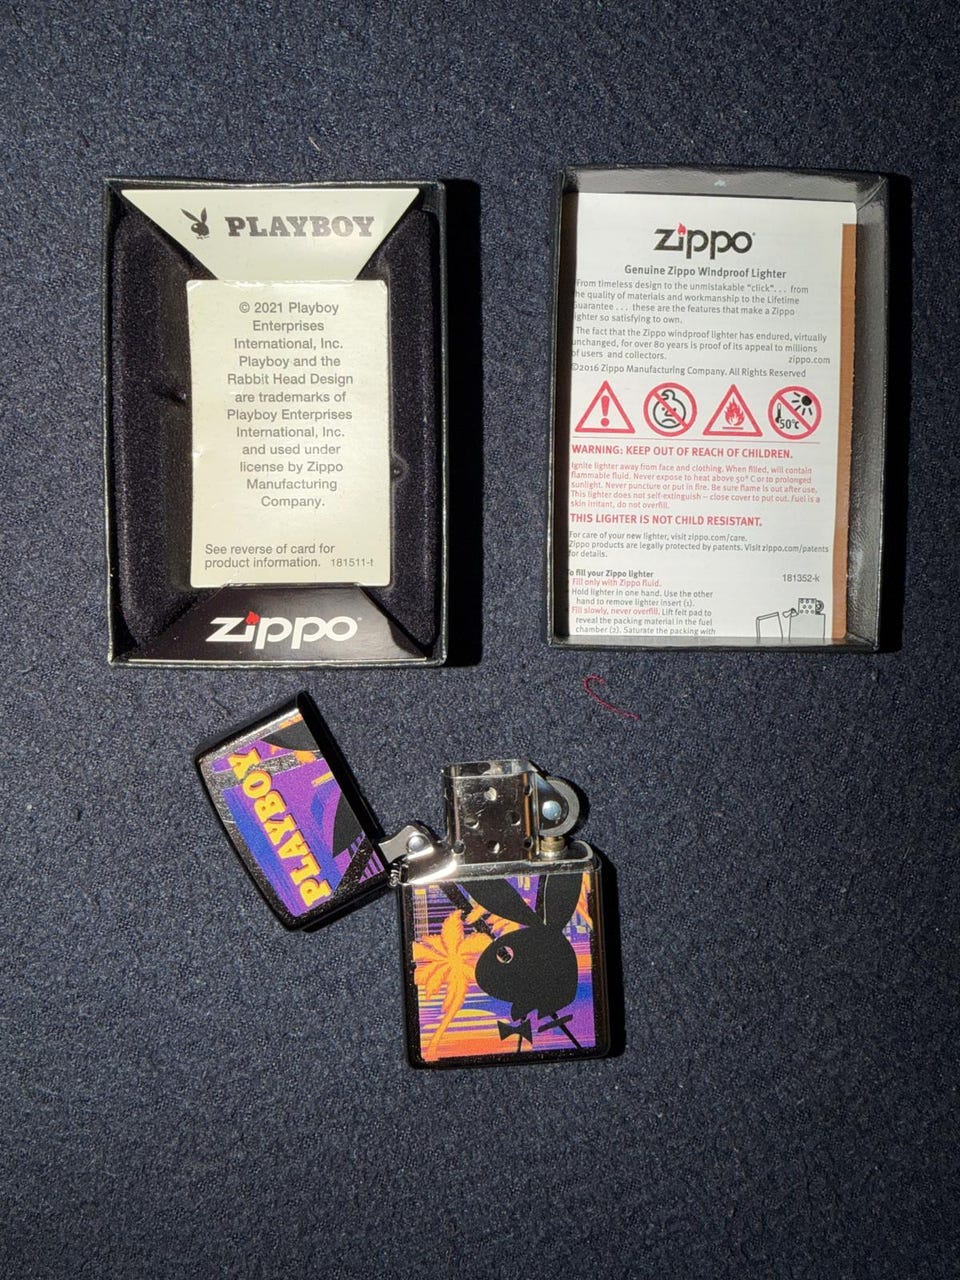 PLAYBOY
© 2021 Playboy
Enterprises
International, Inc.
Playboy and the
Rabbit Head Design
are trademarks of
Playboy Enterprises
International, Inc.
and used under
license by Zippo
Manufacturing
Company.
See reverse of card for
product information. 181511-t
zippo
zippo
Genuine Zippo Windproof Lighter
From timeless design to the unmistakable "click". . . from
the quality of materials and workmanship to the Lifetime
Guarantee . . . these are the features that make a Zippo
lighter so satisfying to own.
The fact that the Zippo windproof lighter has endured, virtually
unchanged, for over 80 years is proof of its appeal to millions
of users and collectors. zippo.com
©2016 Zippo Manufacturing Company. All Rights Reserved
50°C
WARNING: KEEP OUT OF REACH OF CHILDREN.
Ignite lighter away from face and clothing. When filled, will contain
flammable fluid. Never expose to heat above 50° C or to prolonged
sunlight. Never puncture or put in fire. Be sure flame is out after use.
This lighter does not self-extinguish – close cover to put out. Fuel is a
skin irritant, do not overfill.
THIS LIGHTER IS NOT CHILD RESISTANT.
For care of your new lighter, visit zippo.com/care.
Zippo products are legally protected by patents. Visit zippo.com/patents
for details.
To fill your Zippo lighter
Fill only with Zippo fluid. 181352-k
Hold lighter in one hand. Use the other
hand to remove lighter insert (1).
Fill slowly, never overfill. Lift felt pad to
reveal the packing material in the fuel
chamber (2). Saturate the packing with
PLAYBOY